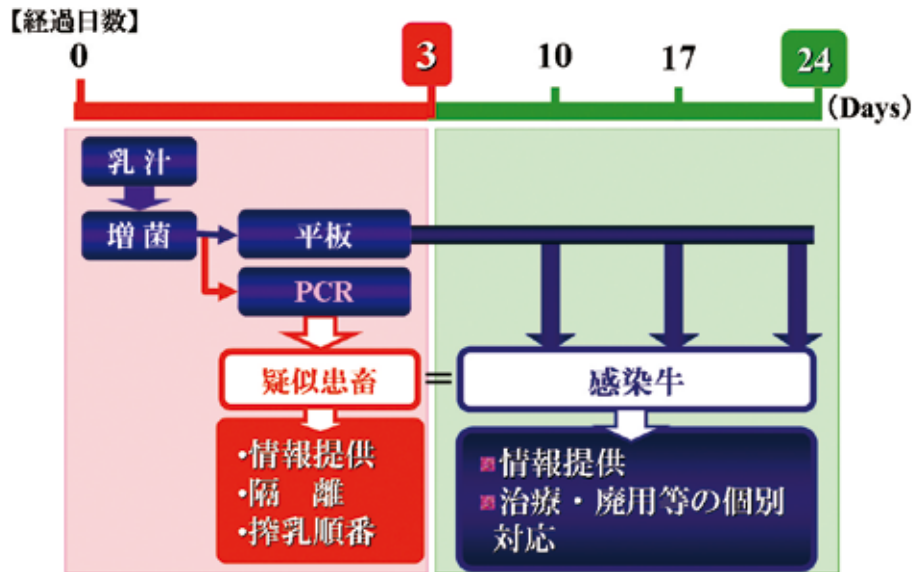 【経過日数】
0 3 10 17 24
(Days)
乳汁
増菌
平板
PCR
疑似患畜 = 感染牛
・情報提供
・隔　離
・搾乳順番
情報提供
治療・廃用等の個別
対応